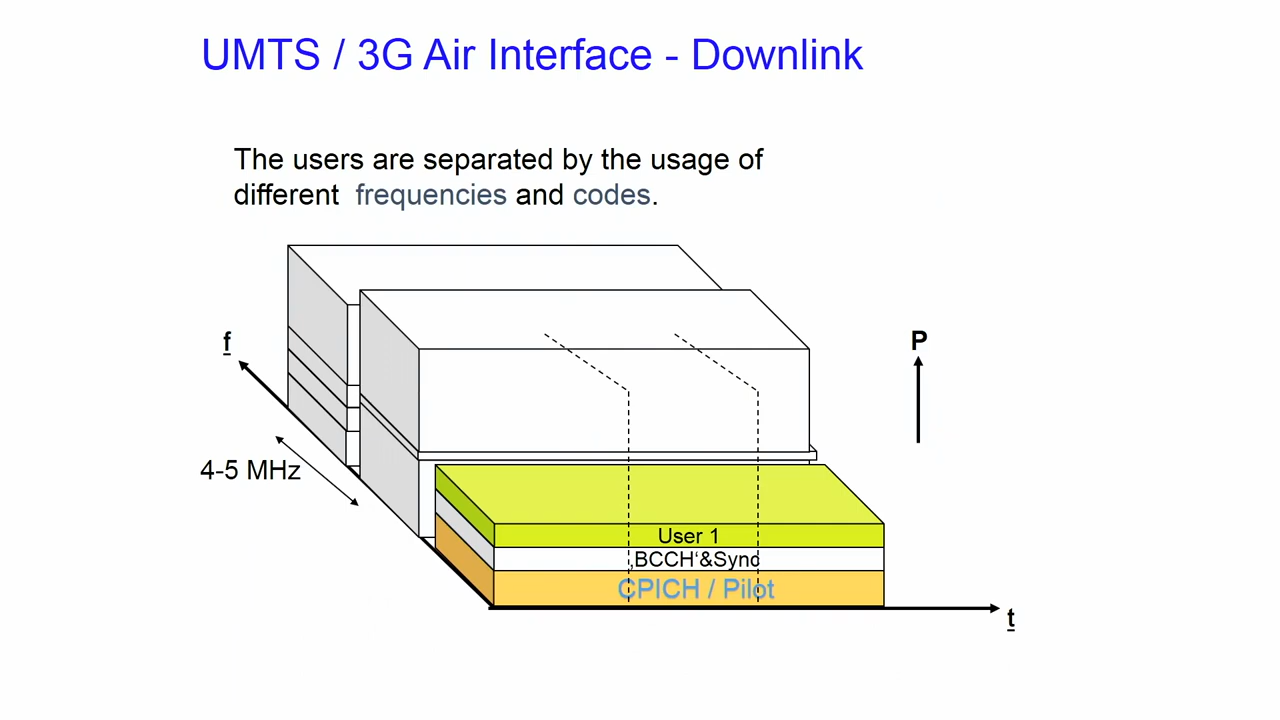 UMTS / 3G Air Interface - Downlink
The users are separated by the usage of
different frequencies and codes.
f
P
4-5 MHz
User 1
‚BCCH‘&Sync
CPICH / Pilot
t